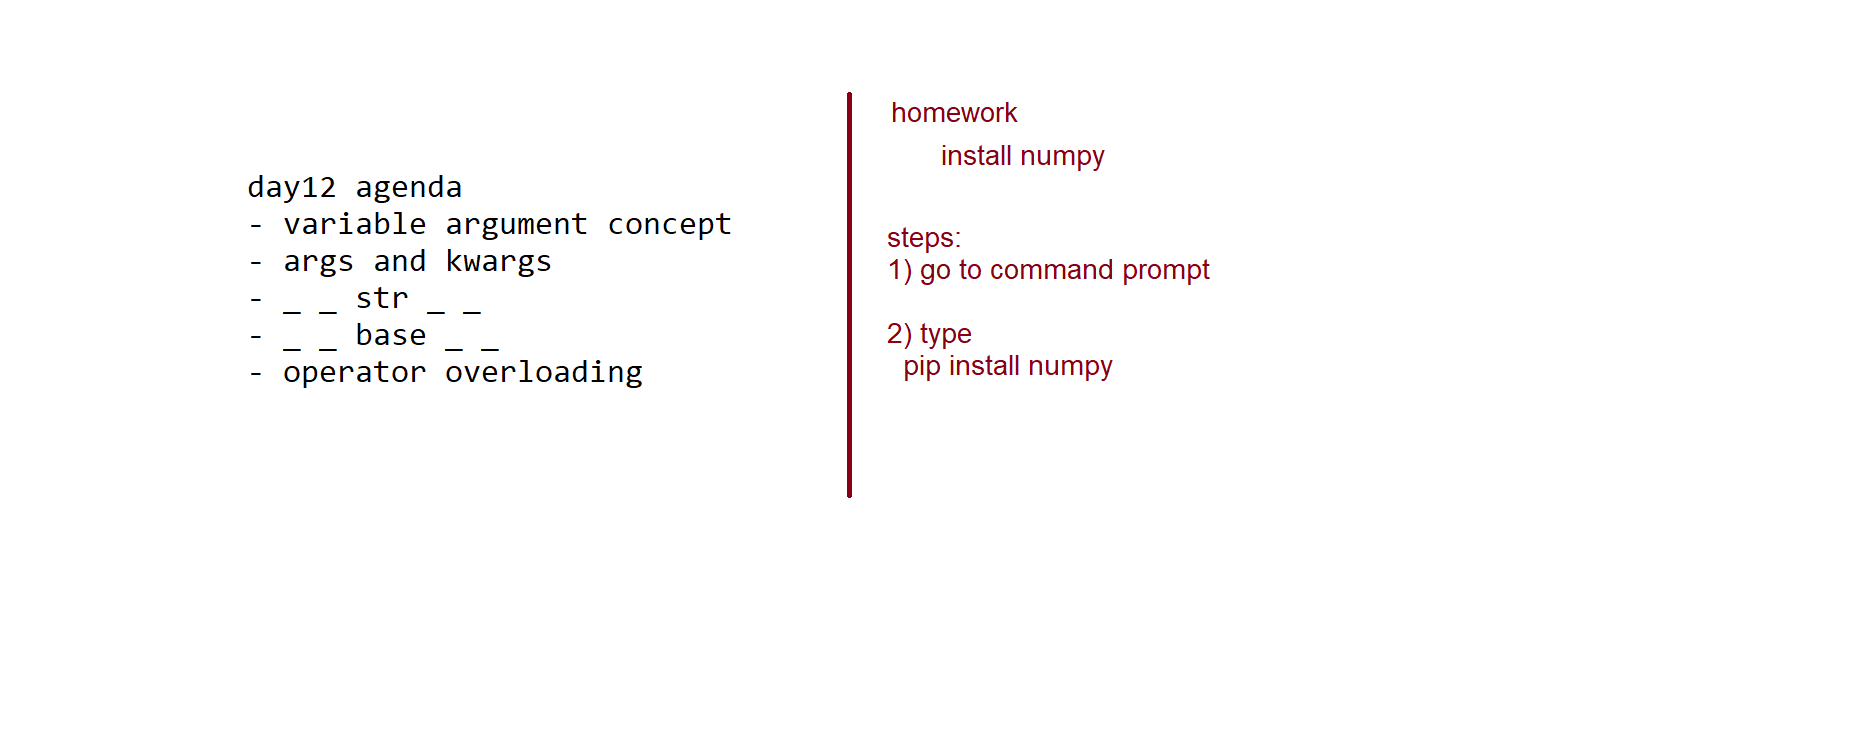 day12 agenda
- variable argument concept
- args and kwargs
- _ _ str _ _
- _ _ base _ _
- operator overloading
homework
install numpy
steps:
1) go to command prompt
2) type
pip install numpy